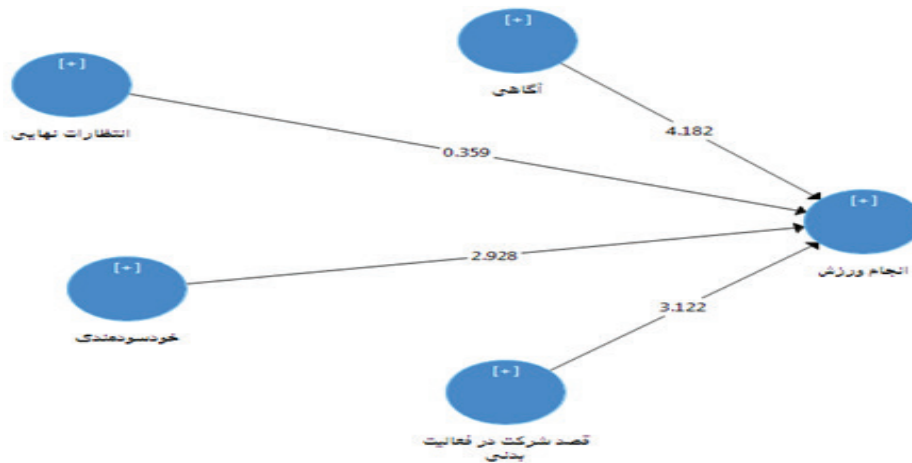 [+]
آگاهی
[+]
انتظارات نهایی
4.182
0.359
[+]
انجام ورزش
2.928
[+]
خودسودمندی
3.122
[+]
قصد شرکت در فعالیت
بدنی